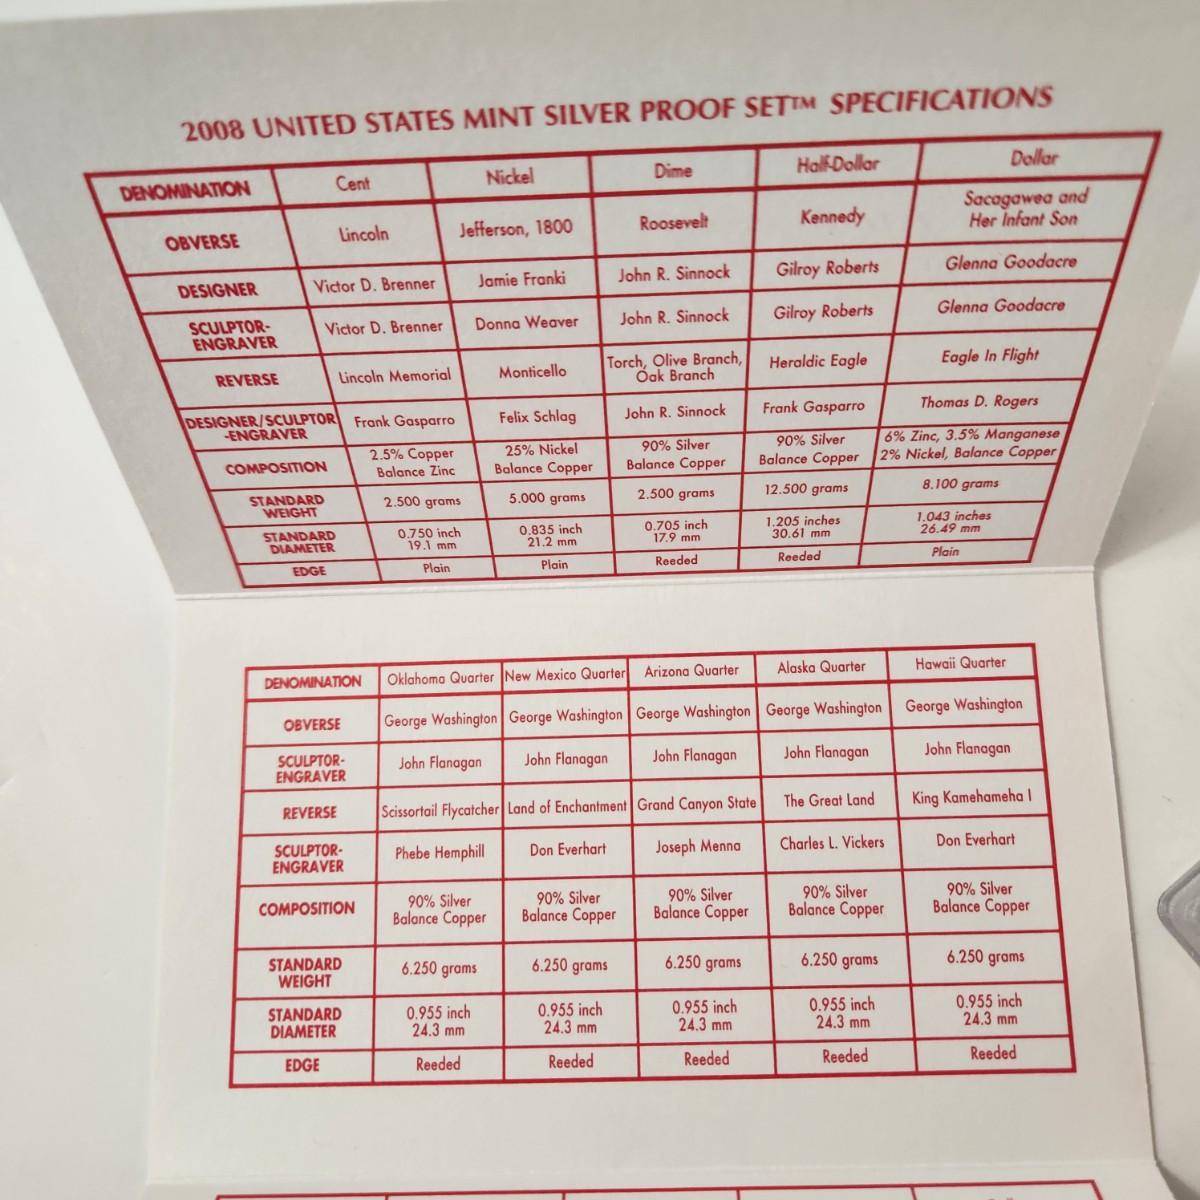 2008 UNITED STATES MINT SILVER PROOF SET™ SPECIFICATIONS
DENOMINATION Cent Nickel Dime Half-Dollar Dollar
OBVERSE Lincoln Jefferson, 1800 Roosevelt Kennedy Sacagawea and
Her Infant Son
DESIGNER Victor D. Brenner Jamie Franki John R. Sinnock Gilroy Roberts Glenna Goodacre
SCULPTOR- Victor D. Brenner Donna Weaver John R. Sinnock Gilroy Roberts Glenna Goodacre
ENGRAVER
REVERSE Lincoln Memorial Monticello Torch, Olive Branch, Heraldic Eagle Eagle In Flight
Oak Branch
DESIGNER/SCULPTOR Frank Gasparro Felix Schlag John R. Sinnock Frank Gasparro Thomas D. Rogers
-ENGRAVER
COMPOSITION 2.5% Copper 25% Nickel 90% Silver 90% Silver 6% Zinc, 3.5% Manganese
Balance Zinc Balance Copper Balance Copper Balance Copper 2% Nickel, Balance Copper
STANDARD 2.500 grams 5.000 grams 2.500 grams 12.500 grams 8.100 grams
WEIGHT
STANDARD 0.750 inch 0.835 inch 0.705 inch 1.205 inches 1.043 inches
DIAMETER 19.1 mm 21.2 mm 17.9 mm 30.61 mm 26.49 mm
EDGE Plain Plain Reeded Reeded Plain
DENOMINATION Oklahoma Quarter New Mexico Quarter Arizona Quarter Alaska Quarter Hawaii Quarter
OBVERSE George Washington George Washington George Washington George Washington George Washington
SCULPTOR- John Flanagan John Flanagan John Flanagan John Flanagan John Flanagan
ENGRAVER
REVERSE Scissortail Flycatcher Land of Enchantment Grand Canyon State The Great Land King Kamehameha I
SCULPTOR- Phebe Hemphill Don Everhart Joseph Menna Charles L. Vickers Don Everhart
ENGRAVER
COMPOSITION 90% Silver 90% Silver 90% Silver 90% Silver 90% Silver
Balance Copper Balance Copper Balance Copper Balance Copper Balance Copper
STANDARD 6.250 grams 6.250 grams 6.250 grams 6.250 grams 6.250 grams
WEIGHT
STANDARD 0.955 inch 0.955 inch 0.955 inch 0.955 inch 0.955 inch
DIAMETER 24.3 mm 24.3 mm 24.3 mm 24.3 mm 24.3 mm
EDGE Reeded Reeded Reeded Reeded Reeded